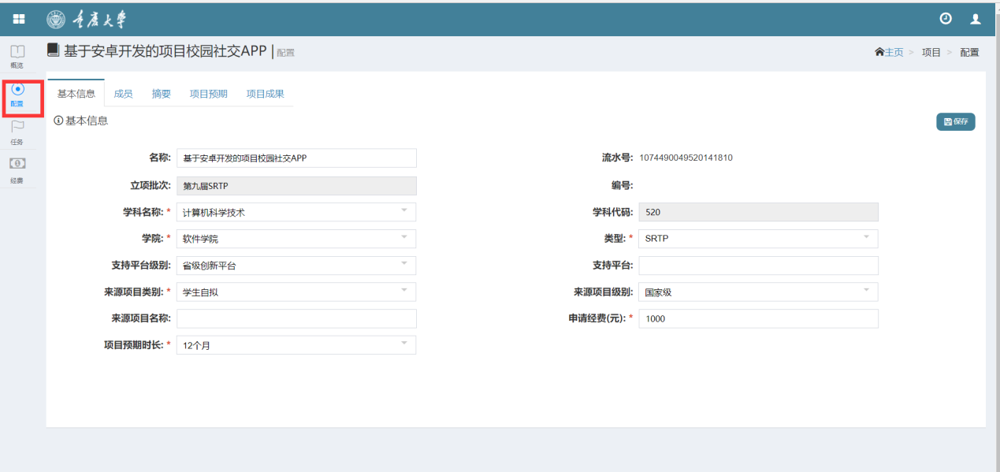 重庆大学
概览
配置
任务
经费
基于安卓开发的项目校园社交APP | 配置
主页 > 项目 > 配置
基本信息 成员 摘要 项目预期 项目成果
基本信息
保存
名称: 基于安卓开发的项目校园社交APP
流水号: 1074490049520141810
立项批次: 第九届SRTP
编号:
学科名称: * 计算机科学技术
学科代码: 520
学院: * 软件学院
类型: * SRTP
支持平台级别: 省级创新平台
支持平台:
来源项目类别: * 学生自拟
来源项目级别: 国家级
来源项目名称:
申请经费(元): * 1000
项目预期时长: * 12个月